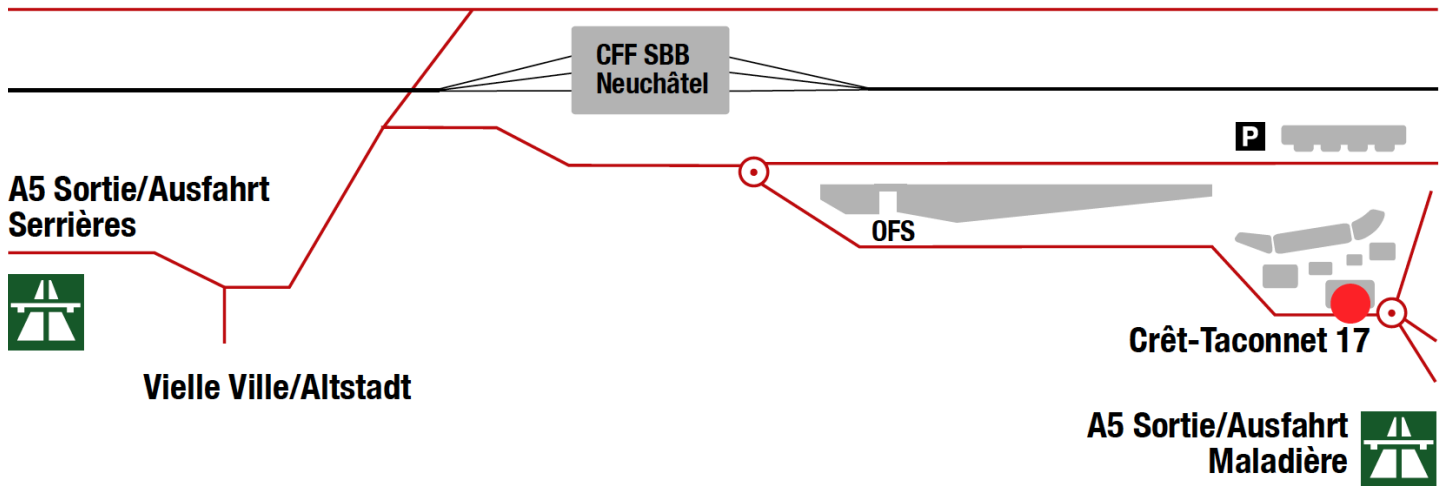 CFF SBB
Neuchâtel
P
A5 Sortie/Ausfahrt
Serrières
OFS
Crêt-Taconnet 17
Vielle Ville/Altstadt
A5 Sortie/Ausfahrt
Maladière